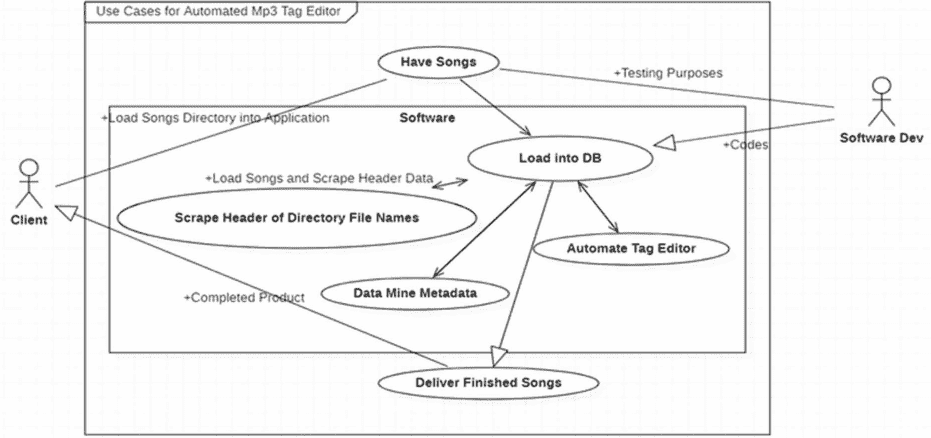 Use Cases for Automated Mp3 Tag Editor
Have Songs
+Testing Purposes
+Load Songs Directory into Application
Software
Software Dev
+Codes
Load into DB
+Load Songs and Scrape Header Data
Client
Scrape Header of Directory File Names
Automate Tag Editor
Data Mine Metadata
+Completed Product
Deliver Finished Songs